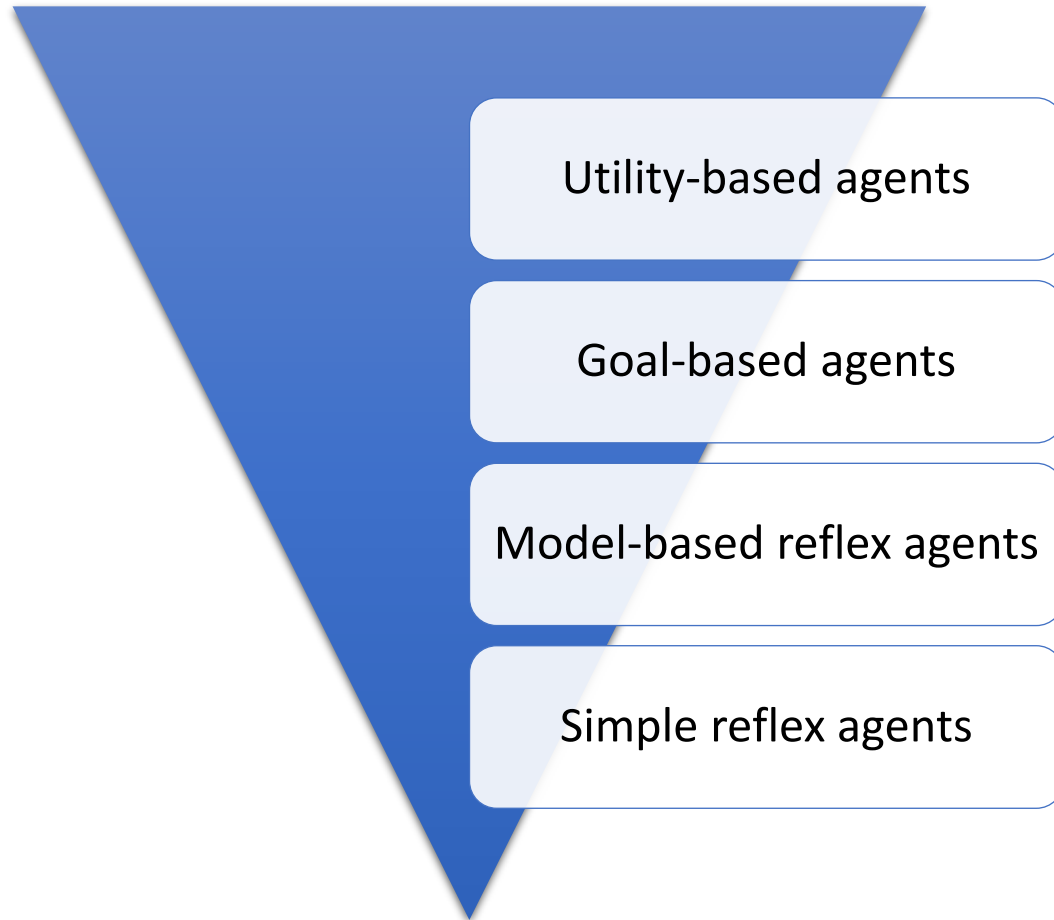 Utility-based agents
Goal-based agents
Model-based reflex agents
Simple reflex agents